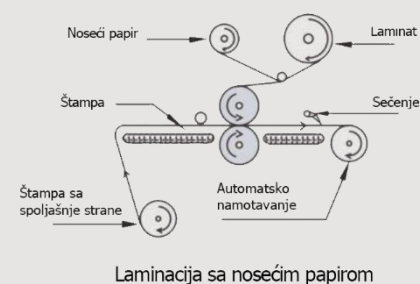 Noseći papir
Laminat
Štampa
Sečenje
Štampa sa
spoljašnje strane
Automatsko
namotavanje
Laminacija sa nosećim papirom